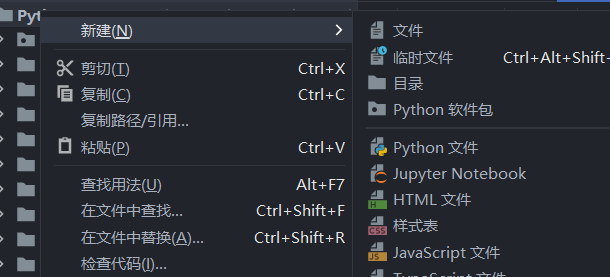 Pyt
新建(N)
剪切(T) Ctrl+X
复制(C) Ctrl+C
复制路径/引用...
粘贴(P) Ctrl+V
查找用法(U) Alt+F7
在文件中查找... Ctrl+Shift+F
在文件中替换(A)... Ctrl+Shift+R
检查代码(I)...
文件
临时文件 Ctrl+Alt+Shift-
目录
Python 软件包
Python 文件
Jupyter Notebook
HTML 文件
样式表
JavaScript 文件
TypeScript 文件